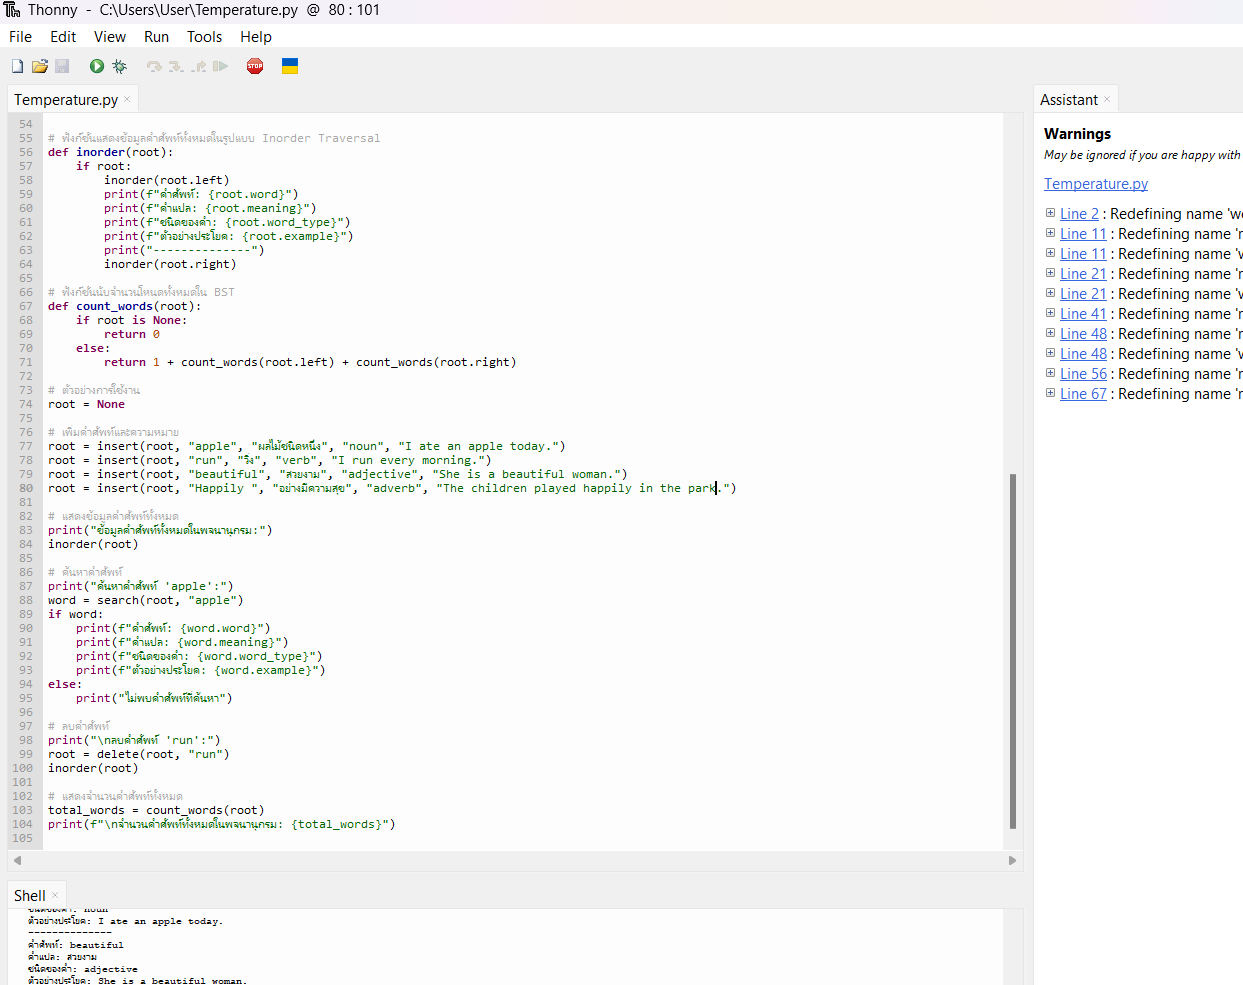 Thonny - C:\Users\User\Temperature.py @ 80 : 101
File Edit View Run Tools Help
STOP
Temperature.py ×
54
55 # ฟังก์ชันแสดงข้อมูลคำศัพท์ทั้งหมดในรูปแบบ Inorder Traversal
56 def inorder(root):
57     if root:
58         inorder(root.left)
59         print(f"คำศัพท์: {root.word}")
60         print(f"คำแปล: {root.meaning}")
61         print(f"ชนิดของคำ: {root.word_type}")
62         print(f"ตัวอย่างประโยค: {root.example}")
63         print("--------------")
64         inorder(root.right)
65
66 # ฟังก์ชันนับจำนวนโหนดทั้งหมดใน BST
67 def count_words(root):
68     if root is None:
69         return 0
70     else:
71         return 1 + count_words(root.left) + count_words(root.right)
72
73 # ตัวอย่างการใช้งาน
74 root = None
75
76 # เพิ่มคำศัพท์และความหมาย
77 root = insert(root, "apple", "ผลไม้ชนิดหนึ่ง", "noun", "I ate an apple today.")
78 root = insert(root, "run", "วิ่ง", "verb", "I run every morning.")
79 root = insert(root, "beautiful", "สวยงาม", "adjective", "She is a beautiful woman.")
80 root = insert(root, "Happily ", "อย่างมีความสุข", "adverb", "The children played happily in the park.")
81
82 # แสดงข้อมูลคำศัพท์ทั้งหมด
83 print("ข้อมูลคำศัพท์ทั้งหมดในพจนานุกรม:")
84 inorder(root)
85
86 # ค้นหาคำศัพท์
87 print("ค้นหาคำศัพท์ 'apple':")
88 word = search(root, "apple")
89 if word:
90     print(f"คำศัพท์: {word.word}")
91     print(f"คำแปล: {word.meaning}")
92     print(f"ชนิดของคำ: {word.word_type}")
93     print(f"ตัวอย่างประโยค: {word.example}")
94 else:
95     print("ไม่พบคำศัพท์ที่ค้นหา")
96
97 # ลบคำศัพท์
98 print("\nลบคำศัพท์ 'run':")
99 root = delete(root, "run")
100 inorder(root)
101
102 # แสดงจำนวนคำศัพท์ทั้งหมด
103 total_words = count_words(root)
104 print(f"\nจำนวนคำศัพท์ทั้งหมดในพจนานุกรม: {total_words}")
105
Shell ×
ชนิดของคำ: noun
ตัวอย่างประโยค: I ate an apple today.
--------------
คำศัพท์: beautiful
คำแปล: สวยงาม
ชนิดของคำ: adjective
ตัวอย่างประโยค: She is a beautiful woman.
Assistant ×
Warnings
May be ignored if you are happy with
Temperature.py
Line 2 : Redefining name 'w
Line 11 : Redefining name 'r
Line 11 : Redefining name 'w
Line 21 : Redefining name 'r
Line 21 : Redefining name 'w
Line 41 : Redefining name 'r
Line 48 : Redefining name 'r
Line 48 : Redefining name 'w
Line 56 : Redefining name 'r
Line 67 : Redefining name 'r